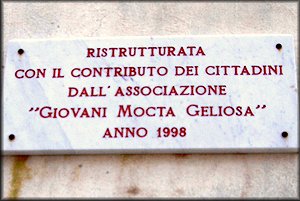 RISTRUTTURATA
CON IL CONTRIBUTO DEI CITTADINI
DALL'ASSOCIAZIONE
"GIOVANI MOCTA GELIOSA"
ANNO 1998